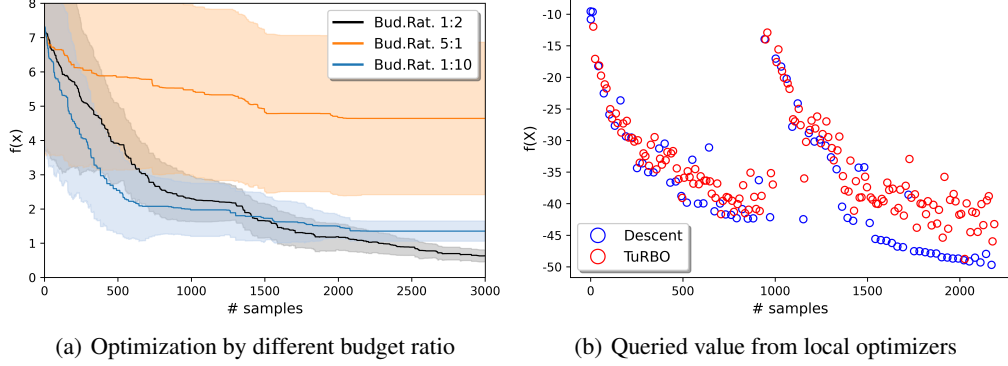 8
7
6
5
4
3
2
1
0
f(x)
0 500 1000 1500 2000 2500 3000
# samples
Bud.Rat. 1:2
Bud.Rat. 5:1
Bud.Rat. 1:10
(a) Optimization by different budget ratio
-10
-15
-20
-25
-30
-35
-40
-45
-50
f(X)
0 500 1000 1500 2000
# samples
Descent
TuRBO
(b) Queried value from local optimizers